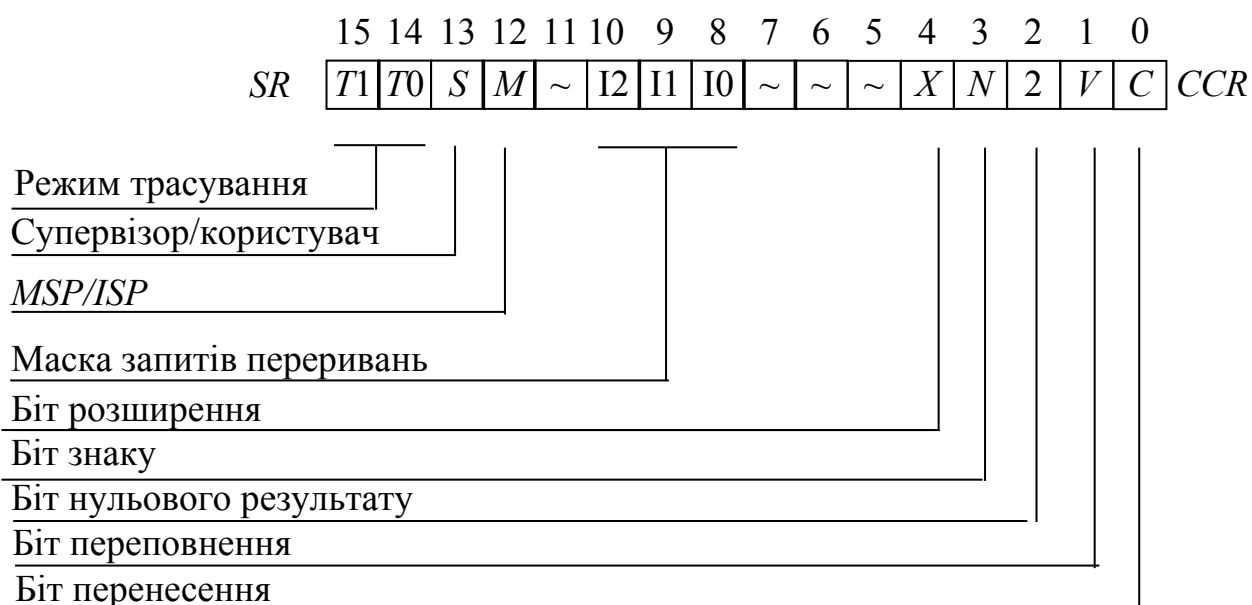 15 14 13 12 11 10 9 8 7 6 5 4 3 2 1 0
SR T1 T0 S M ~ I2 I1 I0 ~ ~ ~ X N 2 V C CCR
Режим трасування
Супервізор/користувач
MSP/ISP
Маска запитів переривань
Біт розширення
Біт знаку
Біт нульового результату
Біт переповнення
Біт перенесення